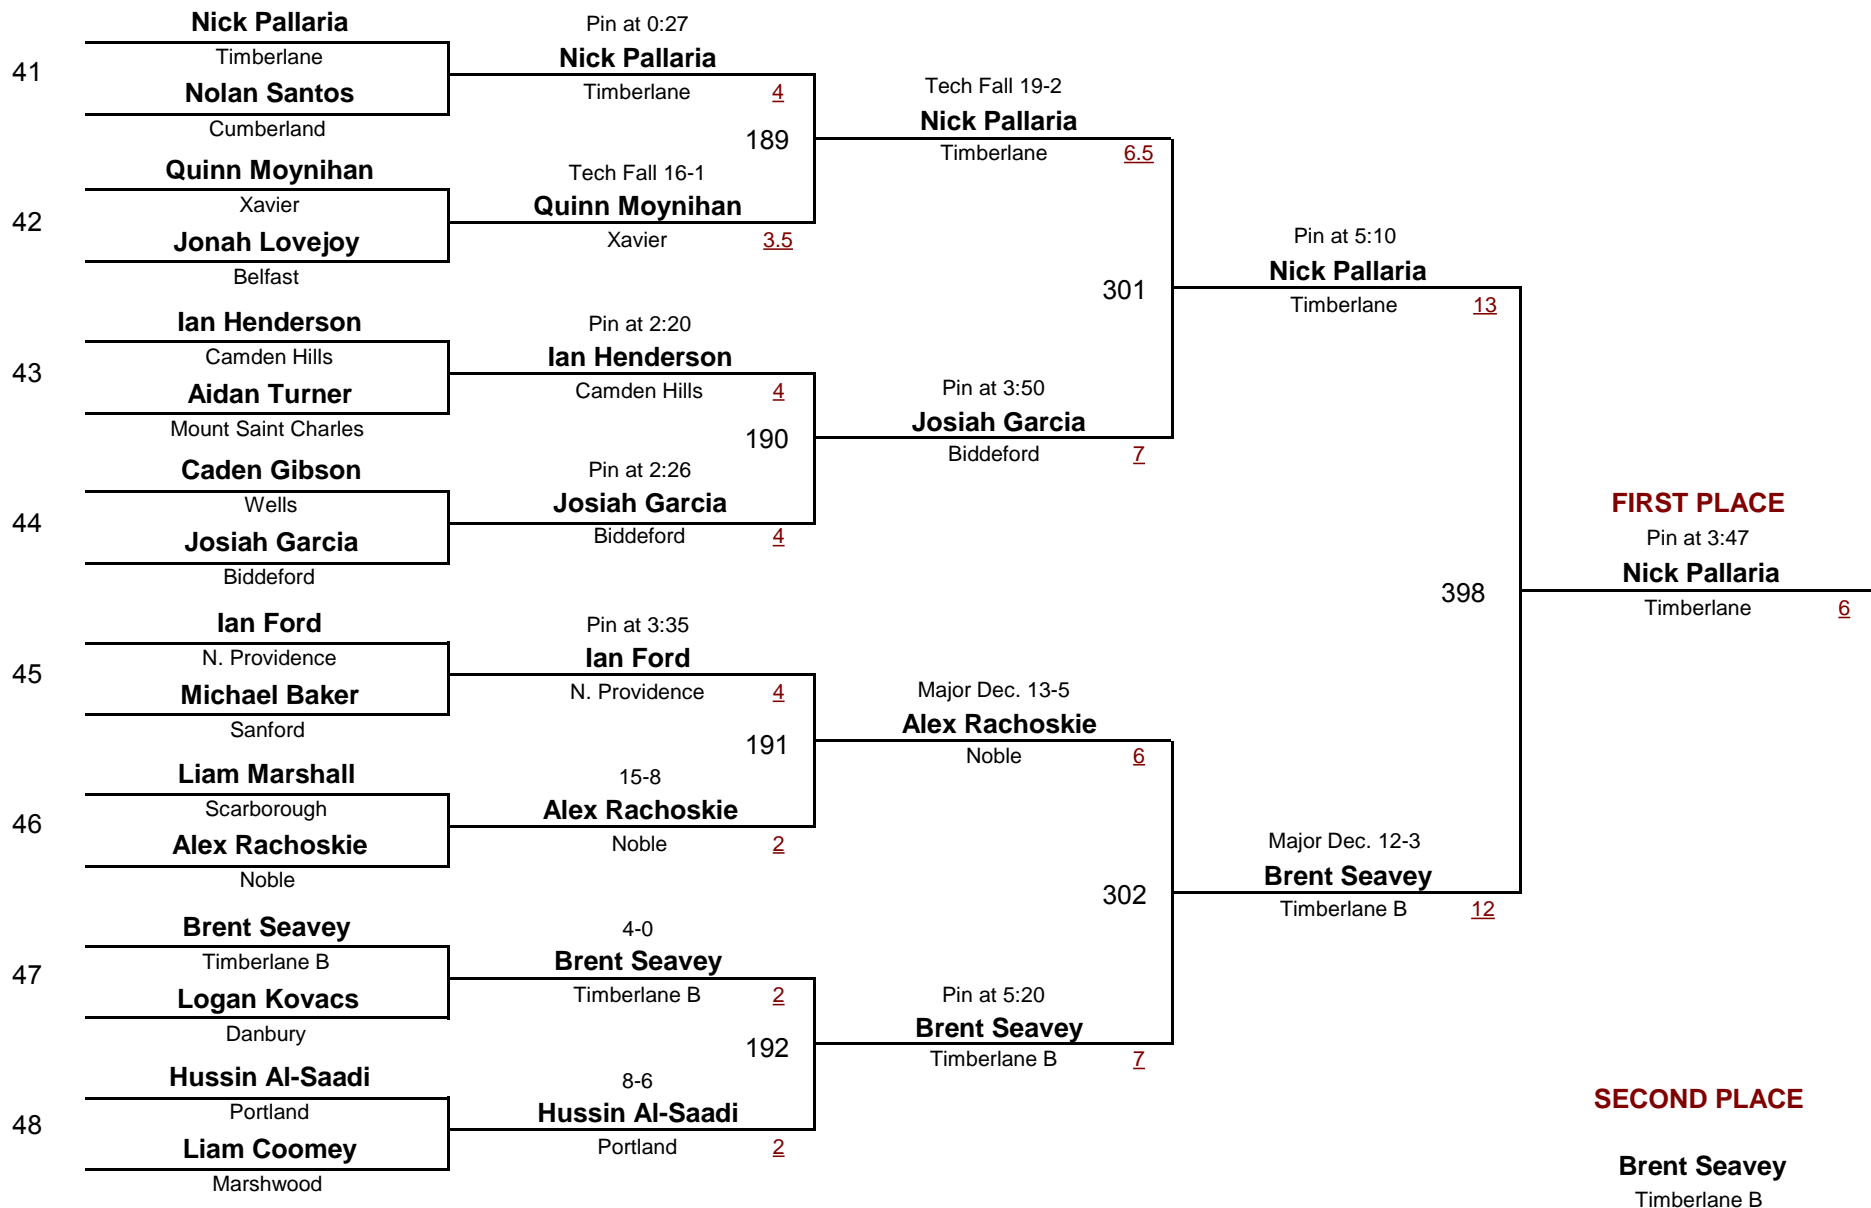 41
Nick Pallaria
Timberlane
Nolan Santos
Cumberland
42
Quinn Moynihan
Xavier
Jonah Lovejoy
Belfast
43
Ian Henderson
Camden Hills
Aidan Turner
Mount Saint Charles
44
Caden Gibson
Wells
Josiah Garcia
Biddeford
45
Ian Ford
N. Providence
Michael Baker
Sanford
46
Liam Marshall
Scarborough
Alex Rachoskie
Noble
47
Brent Seavey
Timberlane B
Logan Kovacs
Danbury
48
Hussin Al-Saadi
Portland
Liam Coomey
Marshwood
Pin at 0:27
Nick Pallaria
Timberlane 4
189
Tech Fall 16-1
Quinn Moynihan
Xavier 3.5
Pin at 2:20
Ian Henderson
Camden Hills 4
190
Pin at 2:26
Josiah Garcia
Biddeford 4
Pin at 3:35
Ian Ford
N. Providence 4
191
15-8
Alex Rachoskie
Noble 2
4-0
Brent Seavey
Timberlane B 2
192
8-6
Hussin Al-Saadi
Portland 2
Tech Fall 19-2
Nick Pallaria
Timberlane 6.5
301
Pin at 3:50
Josiah Garcia
Biddeford 7
Major Dec. 13-5
Alex Rachoskie
Noble 6
302
Pin at 5:20
Brent Seavey
Timberlane B 7
Pin at 5:10
Nick Pallaria
Timberlane 13
398
Major Dec. 12-3
Brent Seavey
Timberlane B 12
FIRST PLACE
Pin at 3:47
Nick Pallaria
Timberlane 6
SECOND PLACE
Brent Seavey
Timberlane B